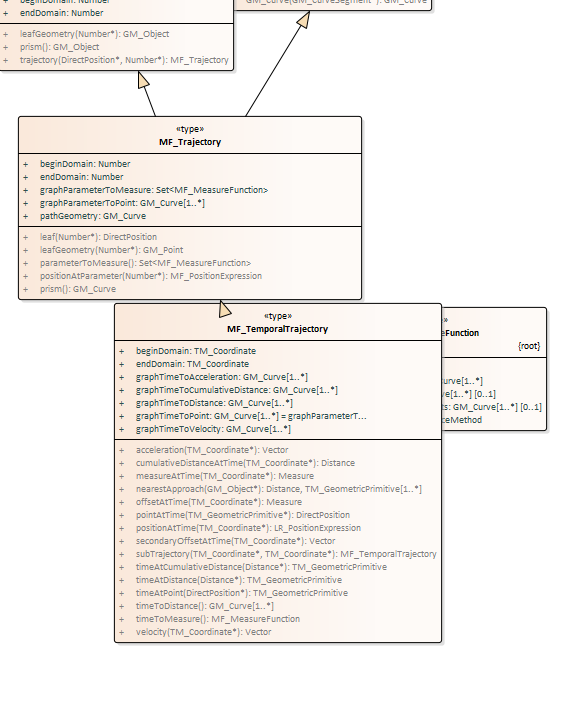 beginDomain: Number
+ endDomain: Number
+ leafGeometry(Number*): GM_Object
+ prism(): GM_Object
+ trajectory(DirectPosition*, Number*): MF_Trajectory
GM_Curve(GM_CurveSegment*): GM_Curve
«type»
MF_Trajectory
+ beginDomain: Number
+ endDomain: Number
+ graphParameterToMeasure: Set<MF_MeasureFunction>
+ graphParameterToPoint: GM_Curve[1..*]
+ pathGeometry: GM_Curve
+ leaf(Number*): DirectPosition
+ leafGeometry(Number*): GM_Point
+ parameterToMeasure(): Set<MF_MeasureFunction>
+ positionAtParameter(Number*): MF_PositionExpression
+ prism(): GM_Curve
«type»
MF_TemporalTrajectory
+ beginDomain: TM_Coordinate
+ endDomain: TM_Coordinate
+ graphTimeToAcceleration: GM_Curve[1..*]
+ graphTimeToCumulativeDistance: GM_Curve[1..*]
+ graphTimeToDistance: GM_Curve[1..*]
+ graphTimeToPoint: GM_Curve[1..*] = graphParameterT...
+ graphTimeToVelocity: GM_Curve[1..*]
+ acceleration(TM_Coordinate*): Vector
+ cumulativeDistanceAtTime(TM_Coordinate*): Distance
+ measureAtTime(TM_Coordinate*): Measure
+ nearestApproach(GM_Object*): Distance, TM_GeometricPrimitive[1..*]
+ offsetAtTime(TM_Coordinate*): Measure
+ pointAtTime(TM_GeometricPrimitive*): DirectPosition
+ positionAtTime(TM_Coordinate*): LR_PositionExpression
+ secondaryOffsetAtTime(TM_Coordinate*): Vector
+ subTrajectory(TM_Coordinate*, TM_Coordinate*): MF_TemporalTrajectory
+ timeAtCumulativeDistance(Distance*): TM_GeometricPrimitive
+ timeAtDistance(Distance*): TM_GeometricPrimitive
+ timeAtPoint(DirectPosition*): TM_GeometricPrimitive
+ timeToDistance(): GM_Curve[1..*]
+ timeToMeasure(): MF_MeasureFunction
+ velocity(TM_Coordinate*): Vector
»
eFunction
{root}
urve[1..*]
ve[1..*] [0..1]
s: GM_Curve[1..*] [0..1]
ceMethod